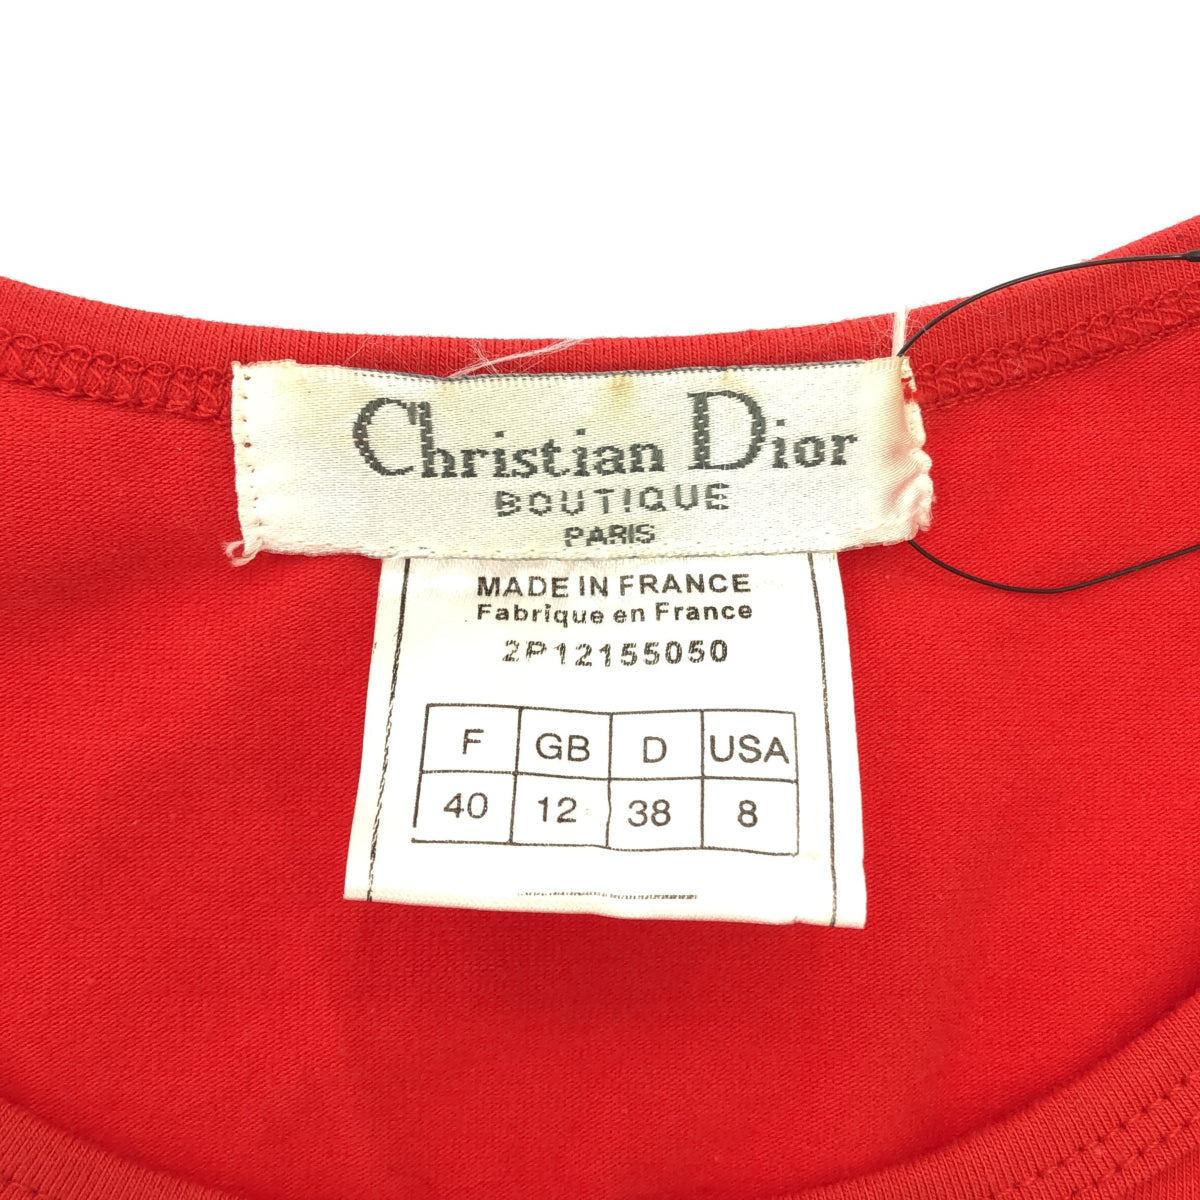 Christian Dior
BOUTIQUE
PARIS
MADE IN FRANCE
Fabrique en France
2P12155050
F GB D USA
40 12 38 8